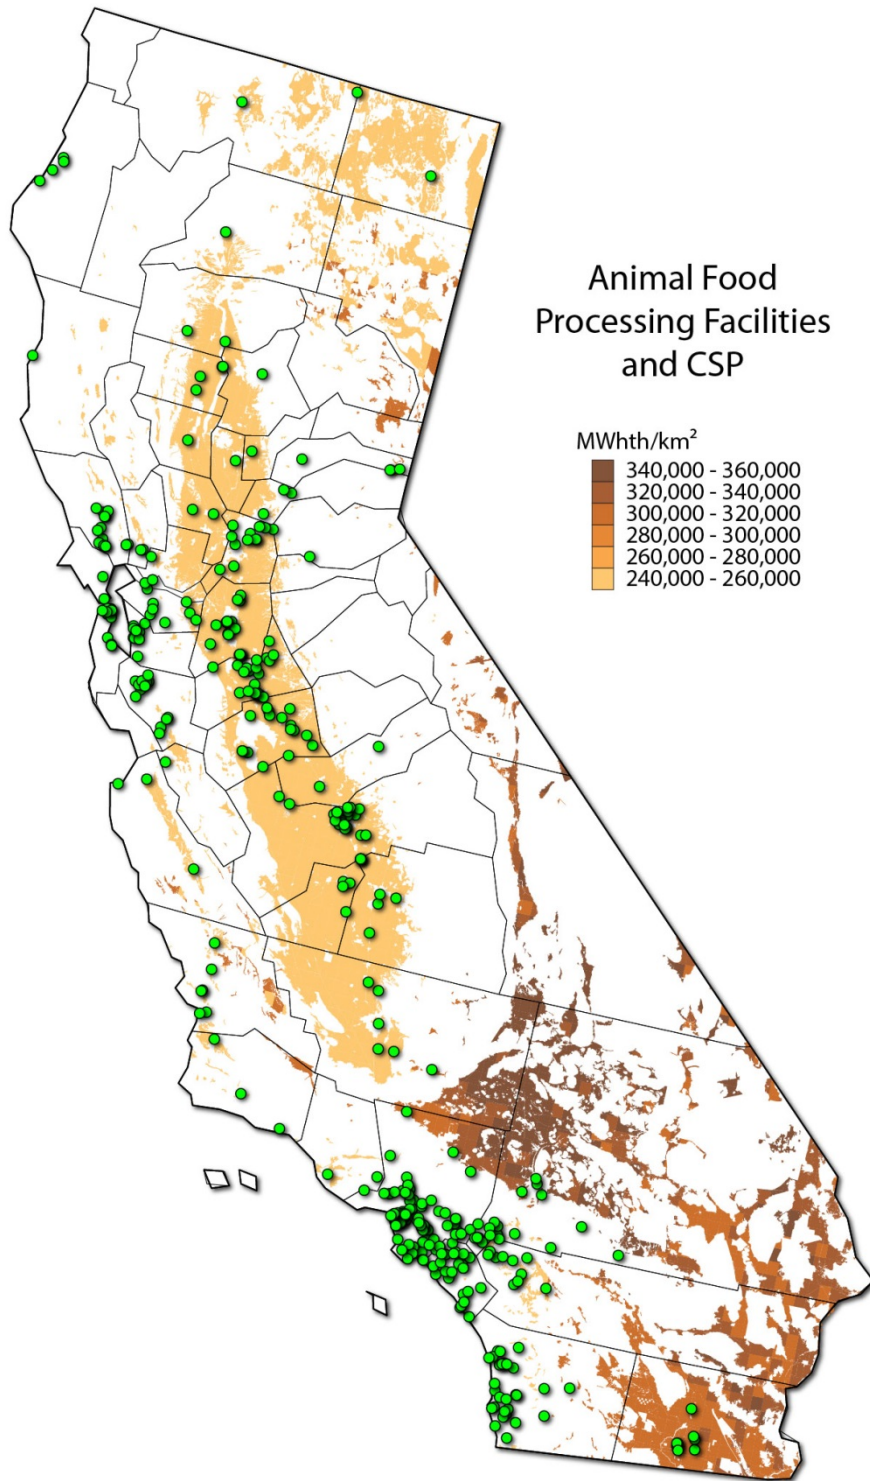 Animal Food
Processing Facilities
and CSP
MWhth/km²
340,000 - 360,000
320,000 - 340,000
300,000 - 320,000
280,000 - 300,000
260,000 - 280,000
240,000 - 260,000